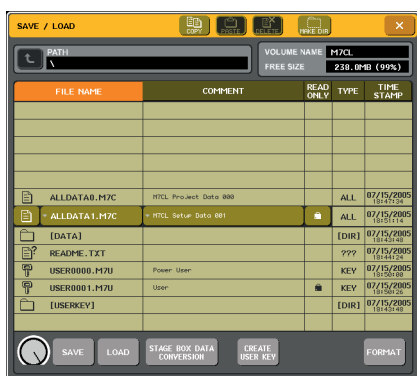 SAVE / LOAD COPY PASTE DELETE MAKE DIR ×
PATH
\
VOLUME NAME M7CL
FREE SIZE 238.0MB (99%)
FILE NAME COMMENT READ ONLY TYPE TIME STAMP
ALLDATA0.M7C M7CL Project Data 000 ALL 07/15/2005 18:47:34
ALLDATA1.M7C M7CL Setup Data 001 ALL 07/15/2005 18:51:14
[DATA] [DIR] 07/15/2005 18:43:48
README.TXT ??? 07/15/2005 18:44:24
USER0000.M7U Power User KEY 07/15/2005 18:50:00
USER0001.M7U User KEY 07/15/2005 18:50:26
[USERKEY] [DIR] 07/15/2005 18:43:48
SAVE LOAD STAGE BOX DATA CONVERSION CREATE USER KEY FORMAT